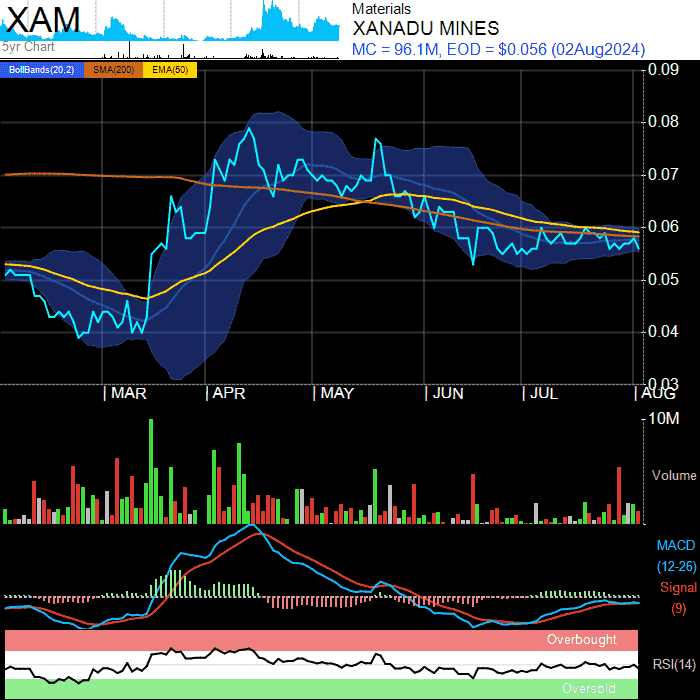 XAM
5yr Chart
Materials
XANADU MINES
MC = 96.1M, EOD = $0.056 (02Aug2024)
BollBands(20,2) SMA(200) EMA(50)
0.09
0.08
0.07
0.06
0.05
0.04
0.03
MAR APR MAY JUN JUL AUG
10M
Volume
MACD
(12-26)
Signal
(9)
Overbought
RSI(14)
Oversold